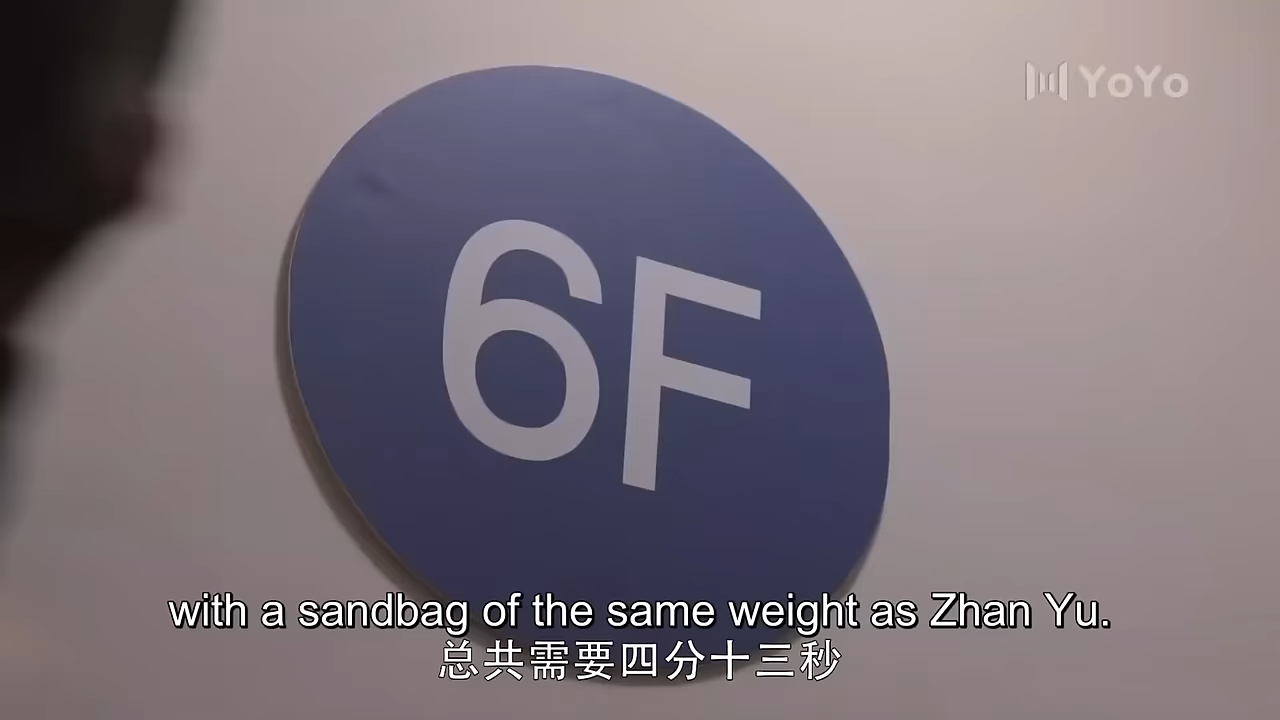 YoYo
6F
with a sandbag of the same weight as Zhan Yu.
总共需要四分十三秒